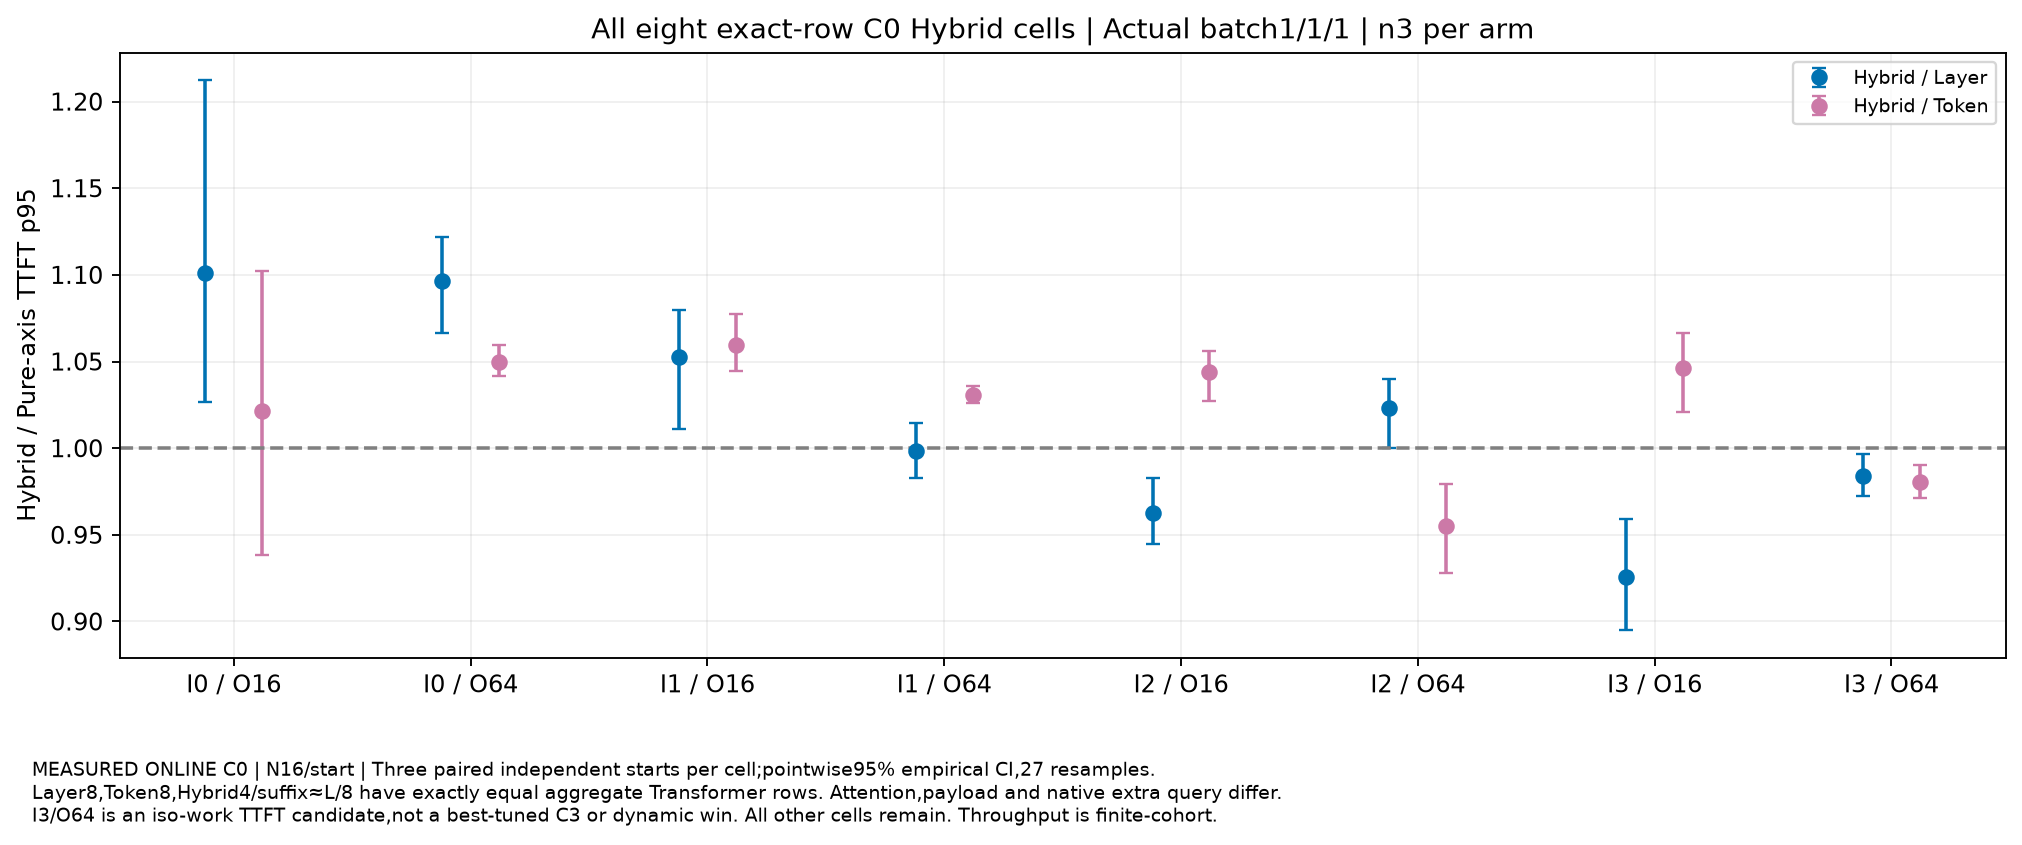 All eight exact-row C0 Hybrid cells | Actual batch1/1/1 | n3 per arm
Hybrid / Layer
Hybrid / Token
Hybrid / Pure-axis TTFT p95
1.20
1.15
1.10
1.05
1.00
0.95
0.90
I0 / O16
I0 / O64
I1 / O16
I1 / O64
I2 / O16
I2 / O64
I3 / O16
I3 / O64
MEASURED ONLINE C0 | N16/start | Three paired independent starts per cell;pointwise95% empirical CI,27 resamples.
Layer8,Token8,Hybrid4/suffix≈L/8 have exactly equal aggregate Transformer rows. Attention,payload and native extra query differ.
I3/O64 is an iso-work TTFT candidate,not a best-tuned C3 or dynamic win. All other cells remain. Throughput is finite-cohort.